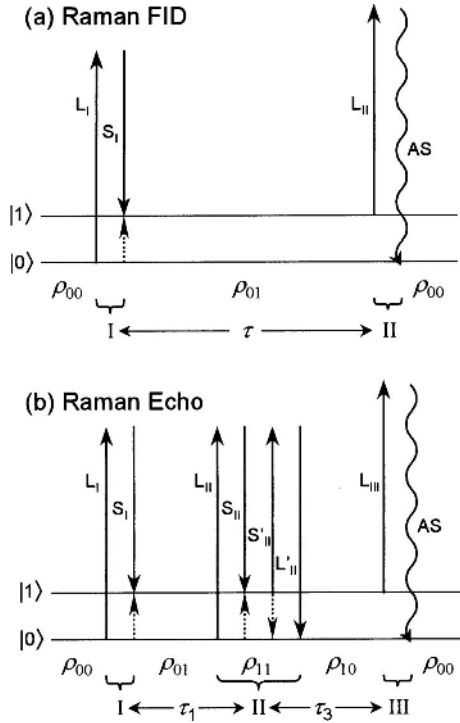 (a) Raman FID
L_I
S_I
L_II
AS
|1⟩
|0⟩
ρ00 ρ01 ρ00
I τ II
(b) Raman Echo
L_I S_I L_II S_II S'_II L'_II L_III AS
|1⟩
|0⟩
ρ00 ρ01 ρ11 ρ10 ρ00
I τ1 II τ3 III